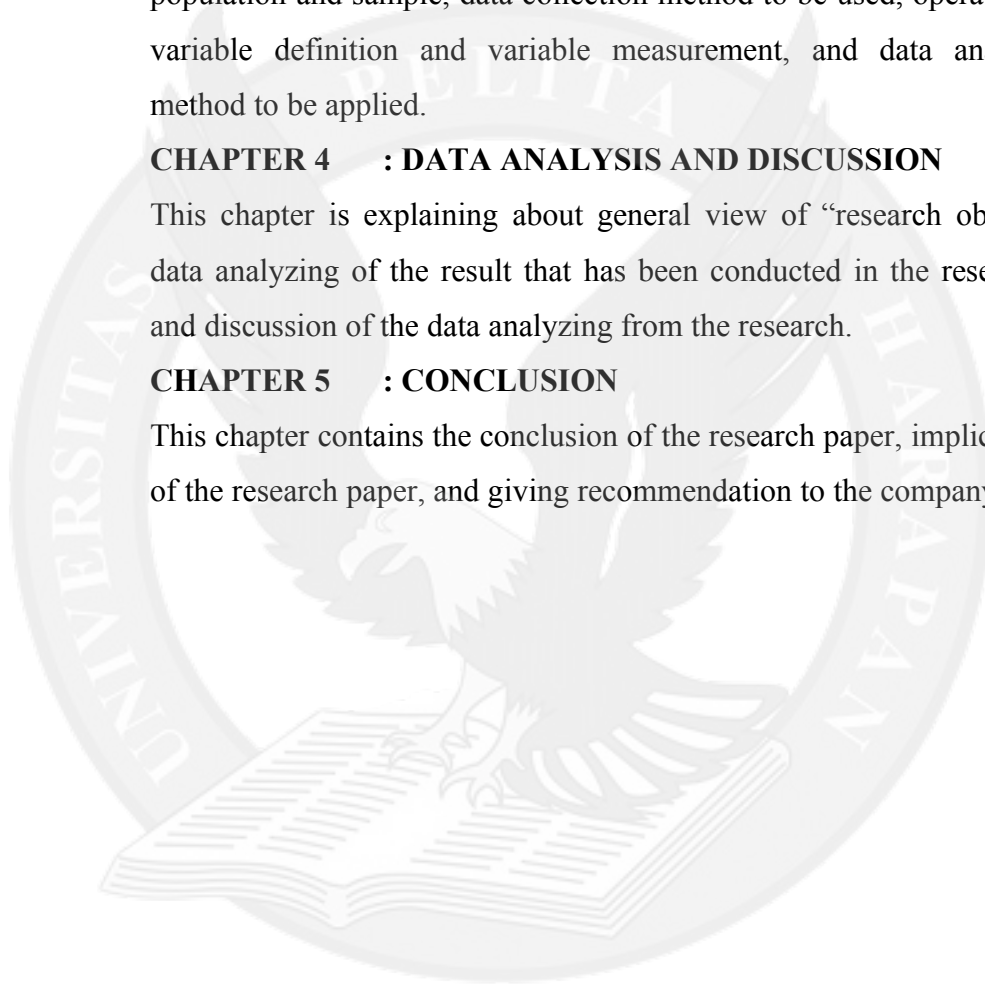 population and sample, data collection method to be used, opera
variable definition and variable measurement, and data an
method to be applied.
CHAPTER 4 : DATA ANALYSIS AND DISCUSSION
This chapter is explaining about general view of “research ob
data analyzing of the result that has been conducted in the rese
and discussion of the data analyzing from the research.
CHAPTER 5 : CONCLUSION
This chapter contains the conclusion of the research paper, implic
of the research paper, and giving recommendation to the company
UNIVERSITAS PELITA HARAPAN